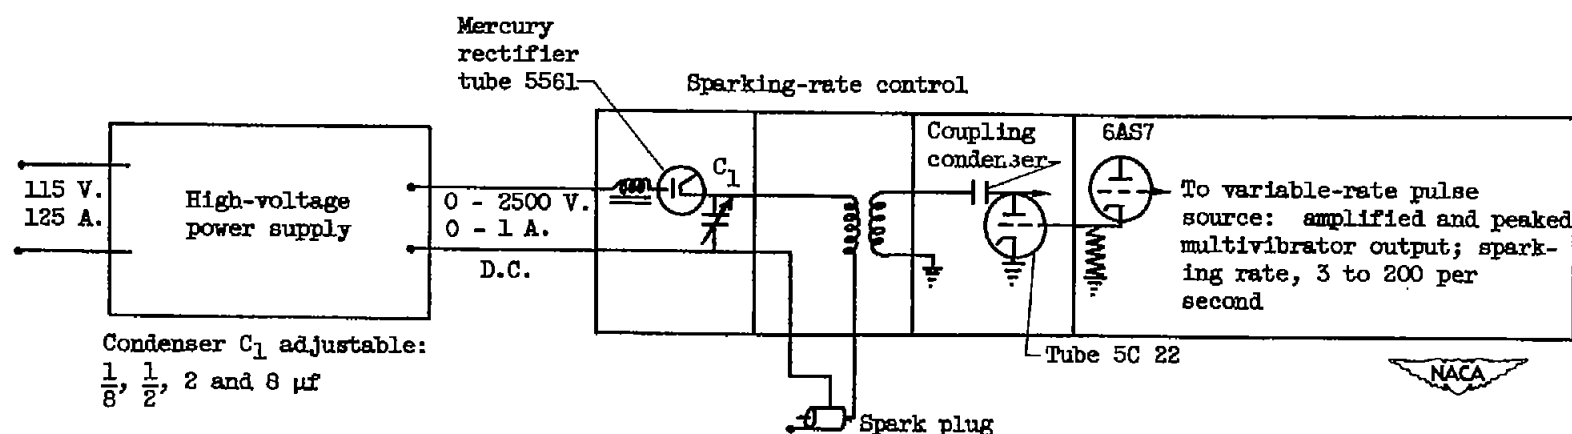 Mercury
rectifier
tube 5561
Sparking-rate control
115 V.
125 A.
High-voltage
power supply
0 - 2500 V.
0 - 1 A.
D.C.
C1
Coupling
condenser
6AS7
To variable-rate pulse
source: amplified and peaked
multivibrator output; spark-
ing rate, 3 to 200 per
second
Tube 5C 22
Condenser C1 adjustable:
1/8, 1/2, 2 and 8 μf
Spark plug
NACA